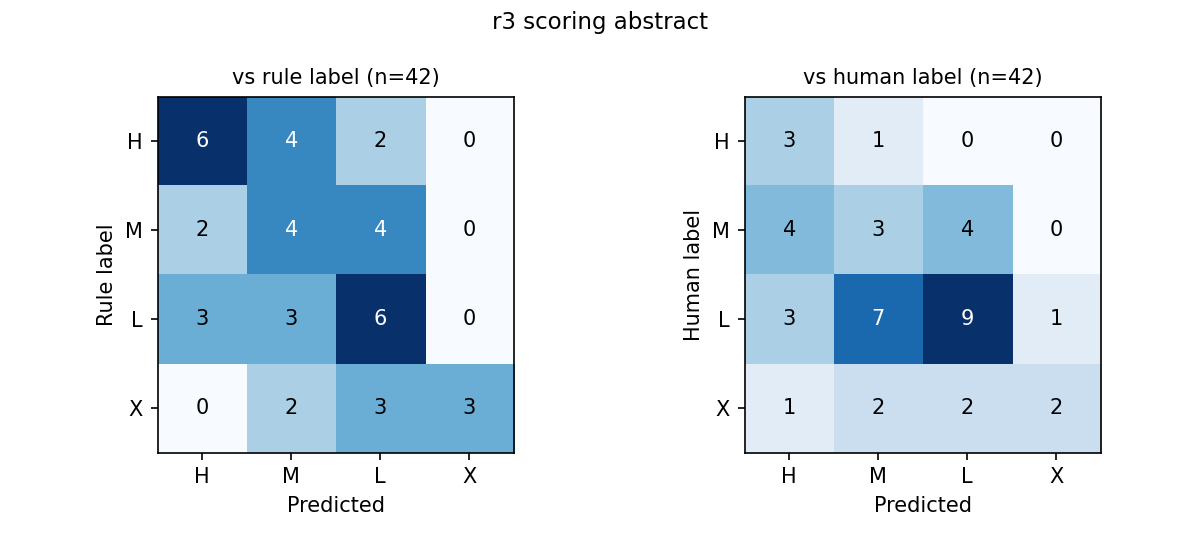 r3 scoring abstract
vs rule label (n=42)
Rule label
H 6 4 2 0
M 2 4 4 0
L 3 3 6 0
X 0 2 3 3
H M L X
Predicted
vs human label (n=42)
Human label
H 3 1 0 0
M 4 3 4 0
L 3 7 9 1
X 1 2 2 2
H M L X
Predicted